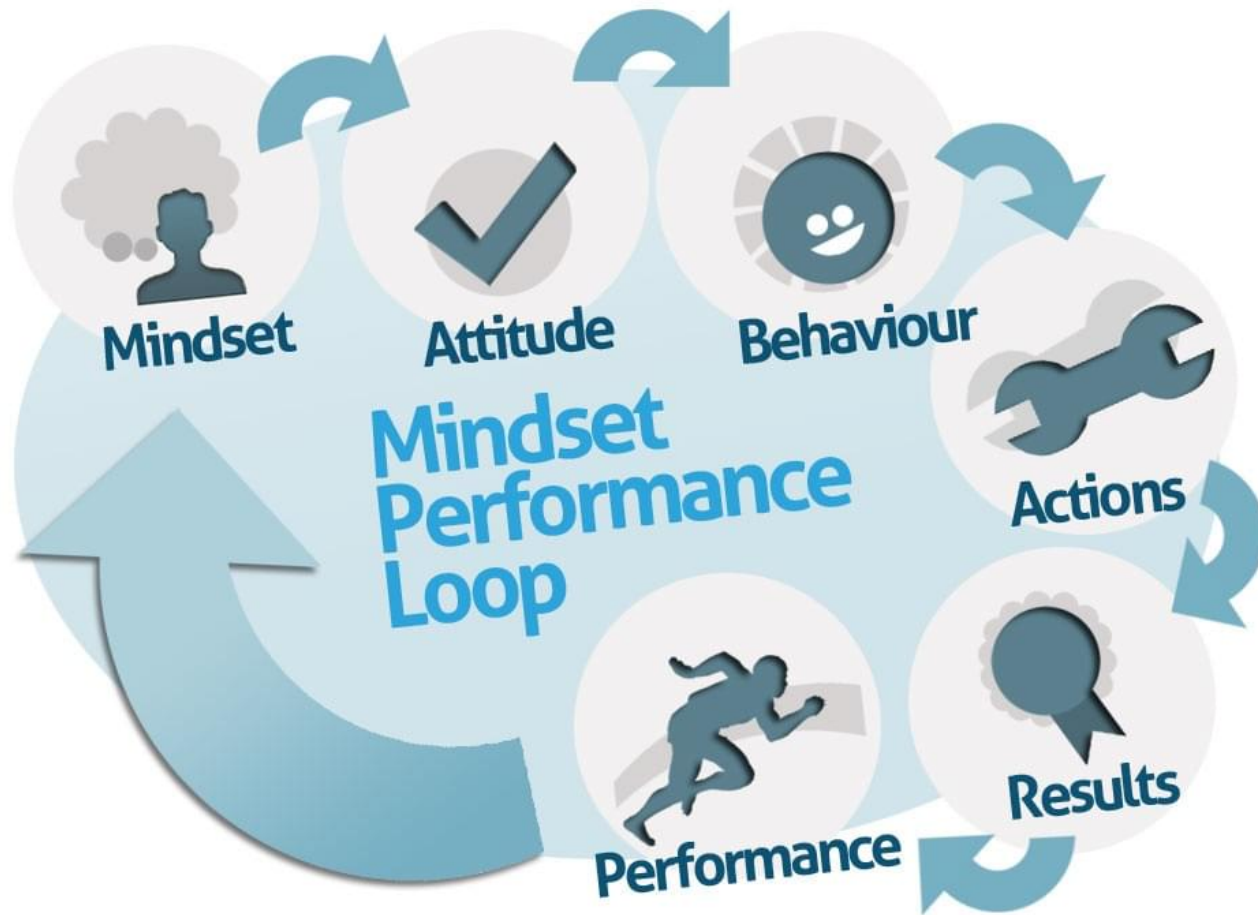 Mindset
Attitude
Behaviour
Actions
Results
Performance
Mindset
Performance
Loop